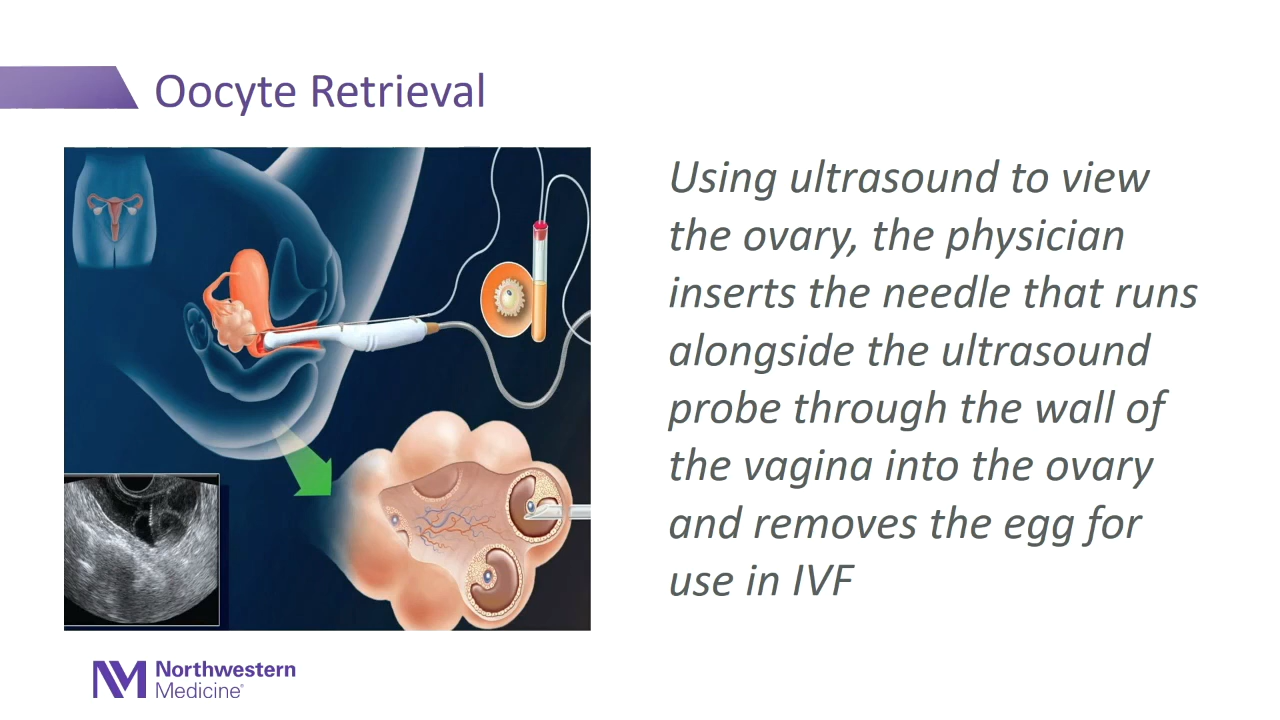 Oocyte Retrieval
Using ultrasound to view
the ovary, the physician
inserts the needle that runs
alongside the ultrasound
probe through the wall of
the vagina into the ovary
and removes the egg for
use in IVF
Northwestern
Medicine®